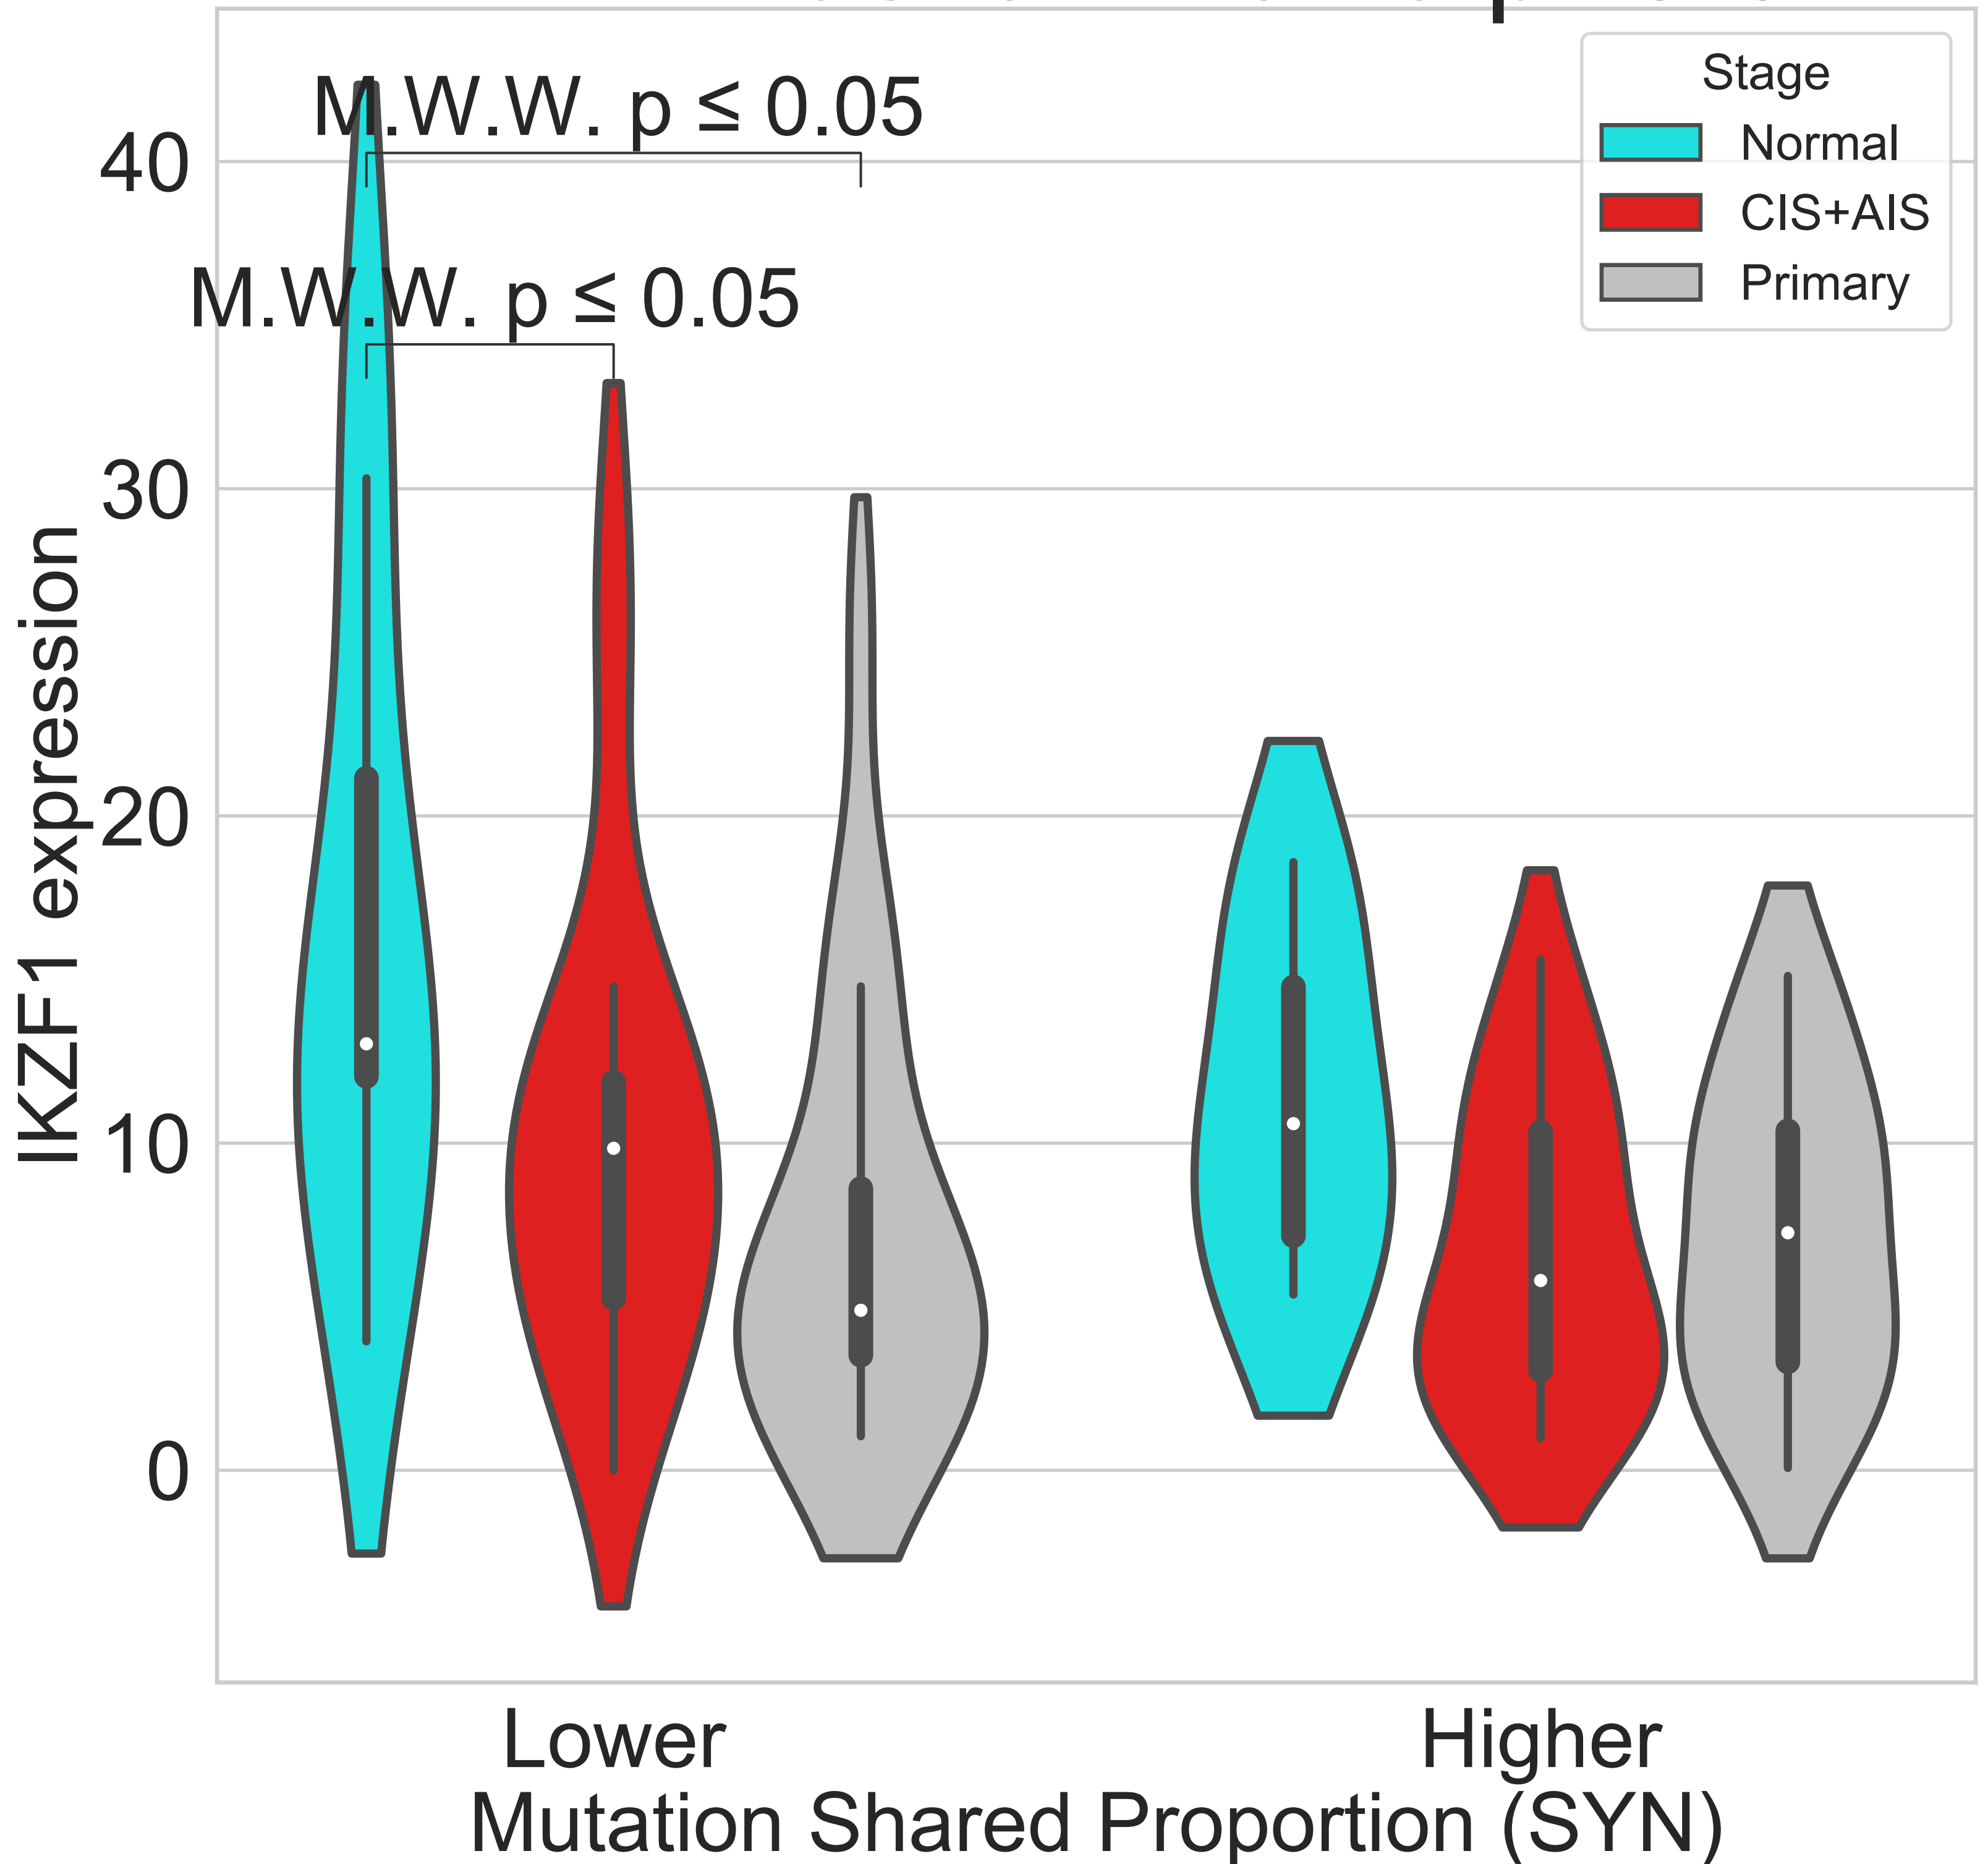 Stage
Normal
CIS+AIS
Primary
M.W.W. p ≤ 0.05
M.W.W. p ≤ 0.05
40
30
20
10
0
IKZF1 expression
Lower
Higher
Mutation Shared Proportion (SYN)